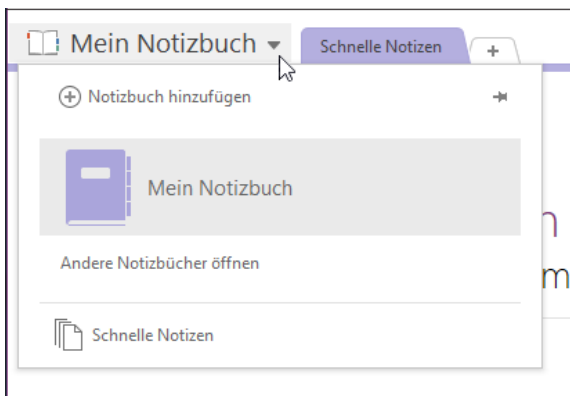 Mein Notizbuch
Schnelle Notizen
+
Notizbuch hinzufügen
Mein Notizbuch
Andere Notizbücher öffnen
Schnelle Notizen